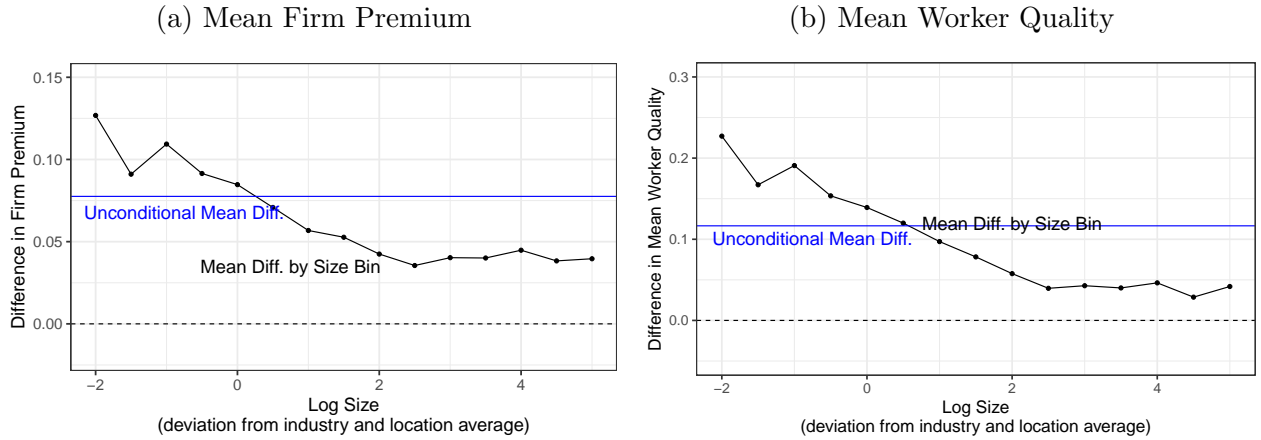 (a) Mean Firm Premium
0.15
0.10
0.05
0.00
Difference in Firm Premium
Unconditional Mean Diff.
Mean Diff. by Size Bin
−2
0
2
4
Log Size
(deviation from industry and location average)
(b) Mean Worker Quality
0.3
0.2
0.1
0.0
Difference in Mean Worker Quality
Mean Diff. by Size Bin
Unconditional Mean Diff.
−2
0
2
4
Log Size
(deviation from industry and location average)